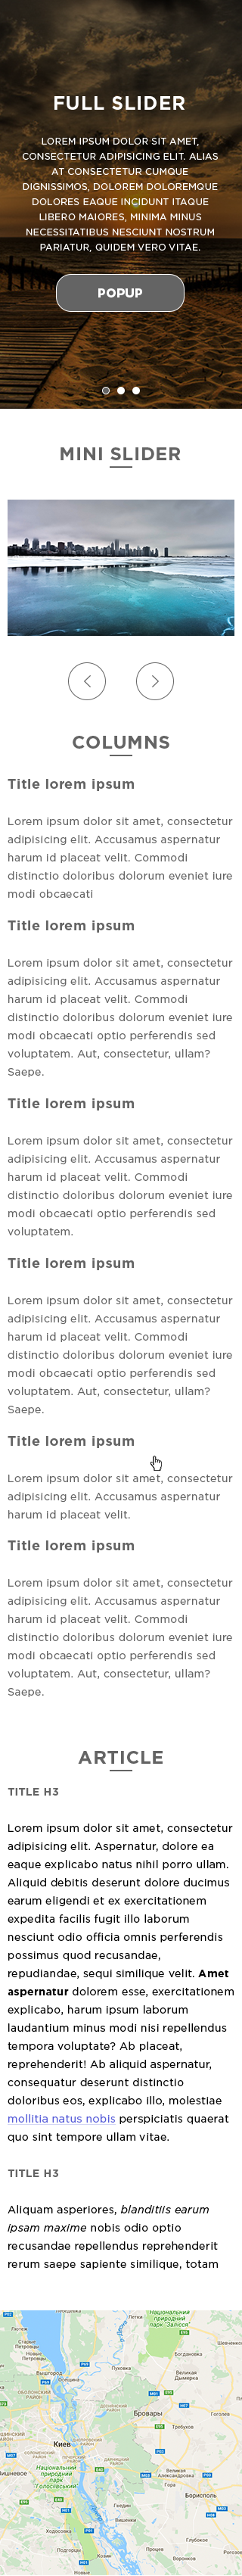 FULL SLIDER
LOREM IPSUM DOLOR SIT AMET,
CONSECTETUR ADIPISICING ELIT. ALIAS
AT CONSECTETUR CUMQUE
DIGNISSIMOS, DOLOREM DOLOREMQUE
DOLORES EAQUE INCIDUNT ITAQUE
LIBERO MAIORES, MINIMA MINUS
NECESSITATIBUS NESCIUNT NOSTRUM
PARIATUR, QUIDEM VERO VITAE.
POPUP
MINI SLIDER
COLUMNS
Title lorem ipsum
Lorem ipsum dolor sit amet, consectetur
adipisicing elit. Accusamus aspernatur
harum id placeat velit. Commodi
distinctio doloribus dolorum eveniet iure
modi obcaecati
Title lorem ipsum
Lorem ipsum dolor sit amet, consectetur
adipisicing elit. Accusamus aspernatur
harum id placeat velit. Commodi
distinctio doloribus dolorum eveniet iure
modi obcaecati optio perferendis sed
voluptatem. Aut, consectetur, ullam?
Saepe.
Title lorem ipsum
Lorem ipsum dolor sit amet, consectetur
adipisicing elit. Accusamus aspernatur
harum id placeat velit. Commodi
distinctio doloribus dolorum eveniet iure
modi obcaecati optio perferendis sed
voluptatem.
Title lorem ipsum
Lorem ipsum dolor sit amet, consectetur
adipisicing elit. Accusamus aspernatur
harum id placeat velit. Commodi
distinctio doloribus dolorum eveniet iure
modi obcaecati optio perferendis sed
voluptatem. Aut, consectetur, ullam?
Saepe.
Title lorem ipsum
Lorem ipsum dolor sit amet, consectetur
adipisicing elit. Accusamus aspernatur
harum id placeat velit.
Title lorem ipsum
Lorem ipsum dolor sit amet, consectetur
adipisicing elit. Accusamus aspernatur
harum id placeat velit. Commodi
distinctio doloribus dolorum eveniet iure
modi obcaecati optio perferendis sed
voluptatem. Aut, consectetur, ullam?
Saepe.
ARTICLE
TITLE H3
Lorem ipsum dolor sit amet, consectetur
adipisicing elit. Aspernatur, dolore ea
eaque explicabo natus nihil porro ullam.
Aliquid debitis deserunt dolore ducimus
earum eligendi et ex exercitationem
expedita facilis fugit illo laborum
nesciunt odio officia omnis perferendis
possimus quod recusandae,
repudiandae, sequi similique velit. Amet
aspernatur dolorem esse, exercitationem
explicabo, harum ipsum laborum
laudantium minus modi nisi repellendus
tempora voluptate? Ab placeat,
reprehenderit! Ab aliquid aspernatur,
consequatur deserunt distinctio
doloribus eos, explicabo illo, molestiae
mollitia natus nobis perspiciatis quaerat
quo sint tempore ullam vitae.
TITLE H3
Aliquam asperiores, blanditiis earum
ipsam maxime nobis odio optio
recusandae repellendus reprehenderit
rerum saepe sapiente similique, totam
Национальный
природный
парк "Залісся"
Пуховка
Вышгород
Бровары
Требухов
Киев
Национальный
природный
парк
"Голосеевский
Борисполь
Гора
Гнедин
Вишенки
Ходосовка
Подгорцы
Козин
Глубокое
Воронков